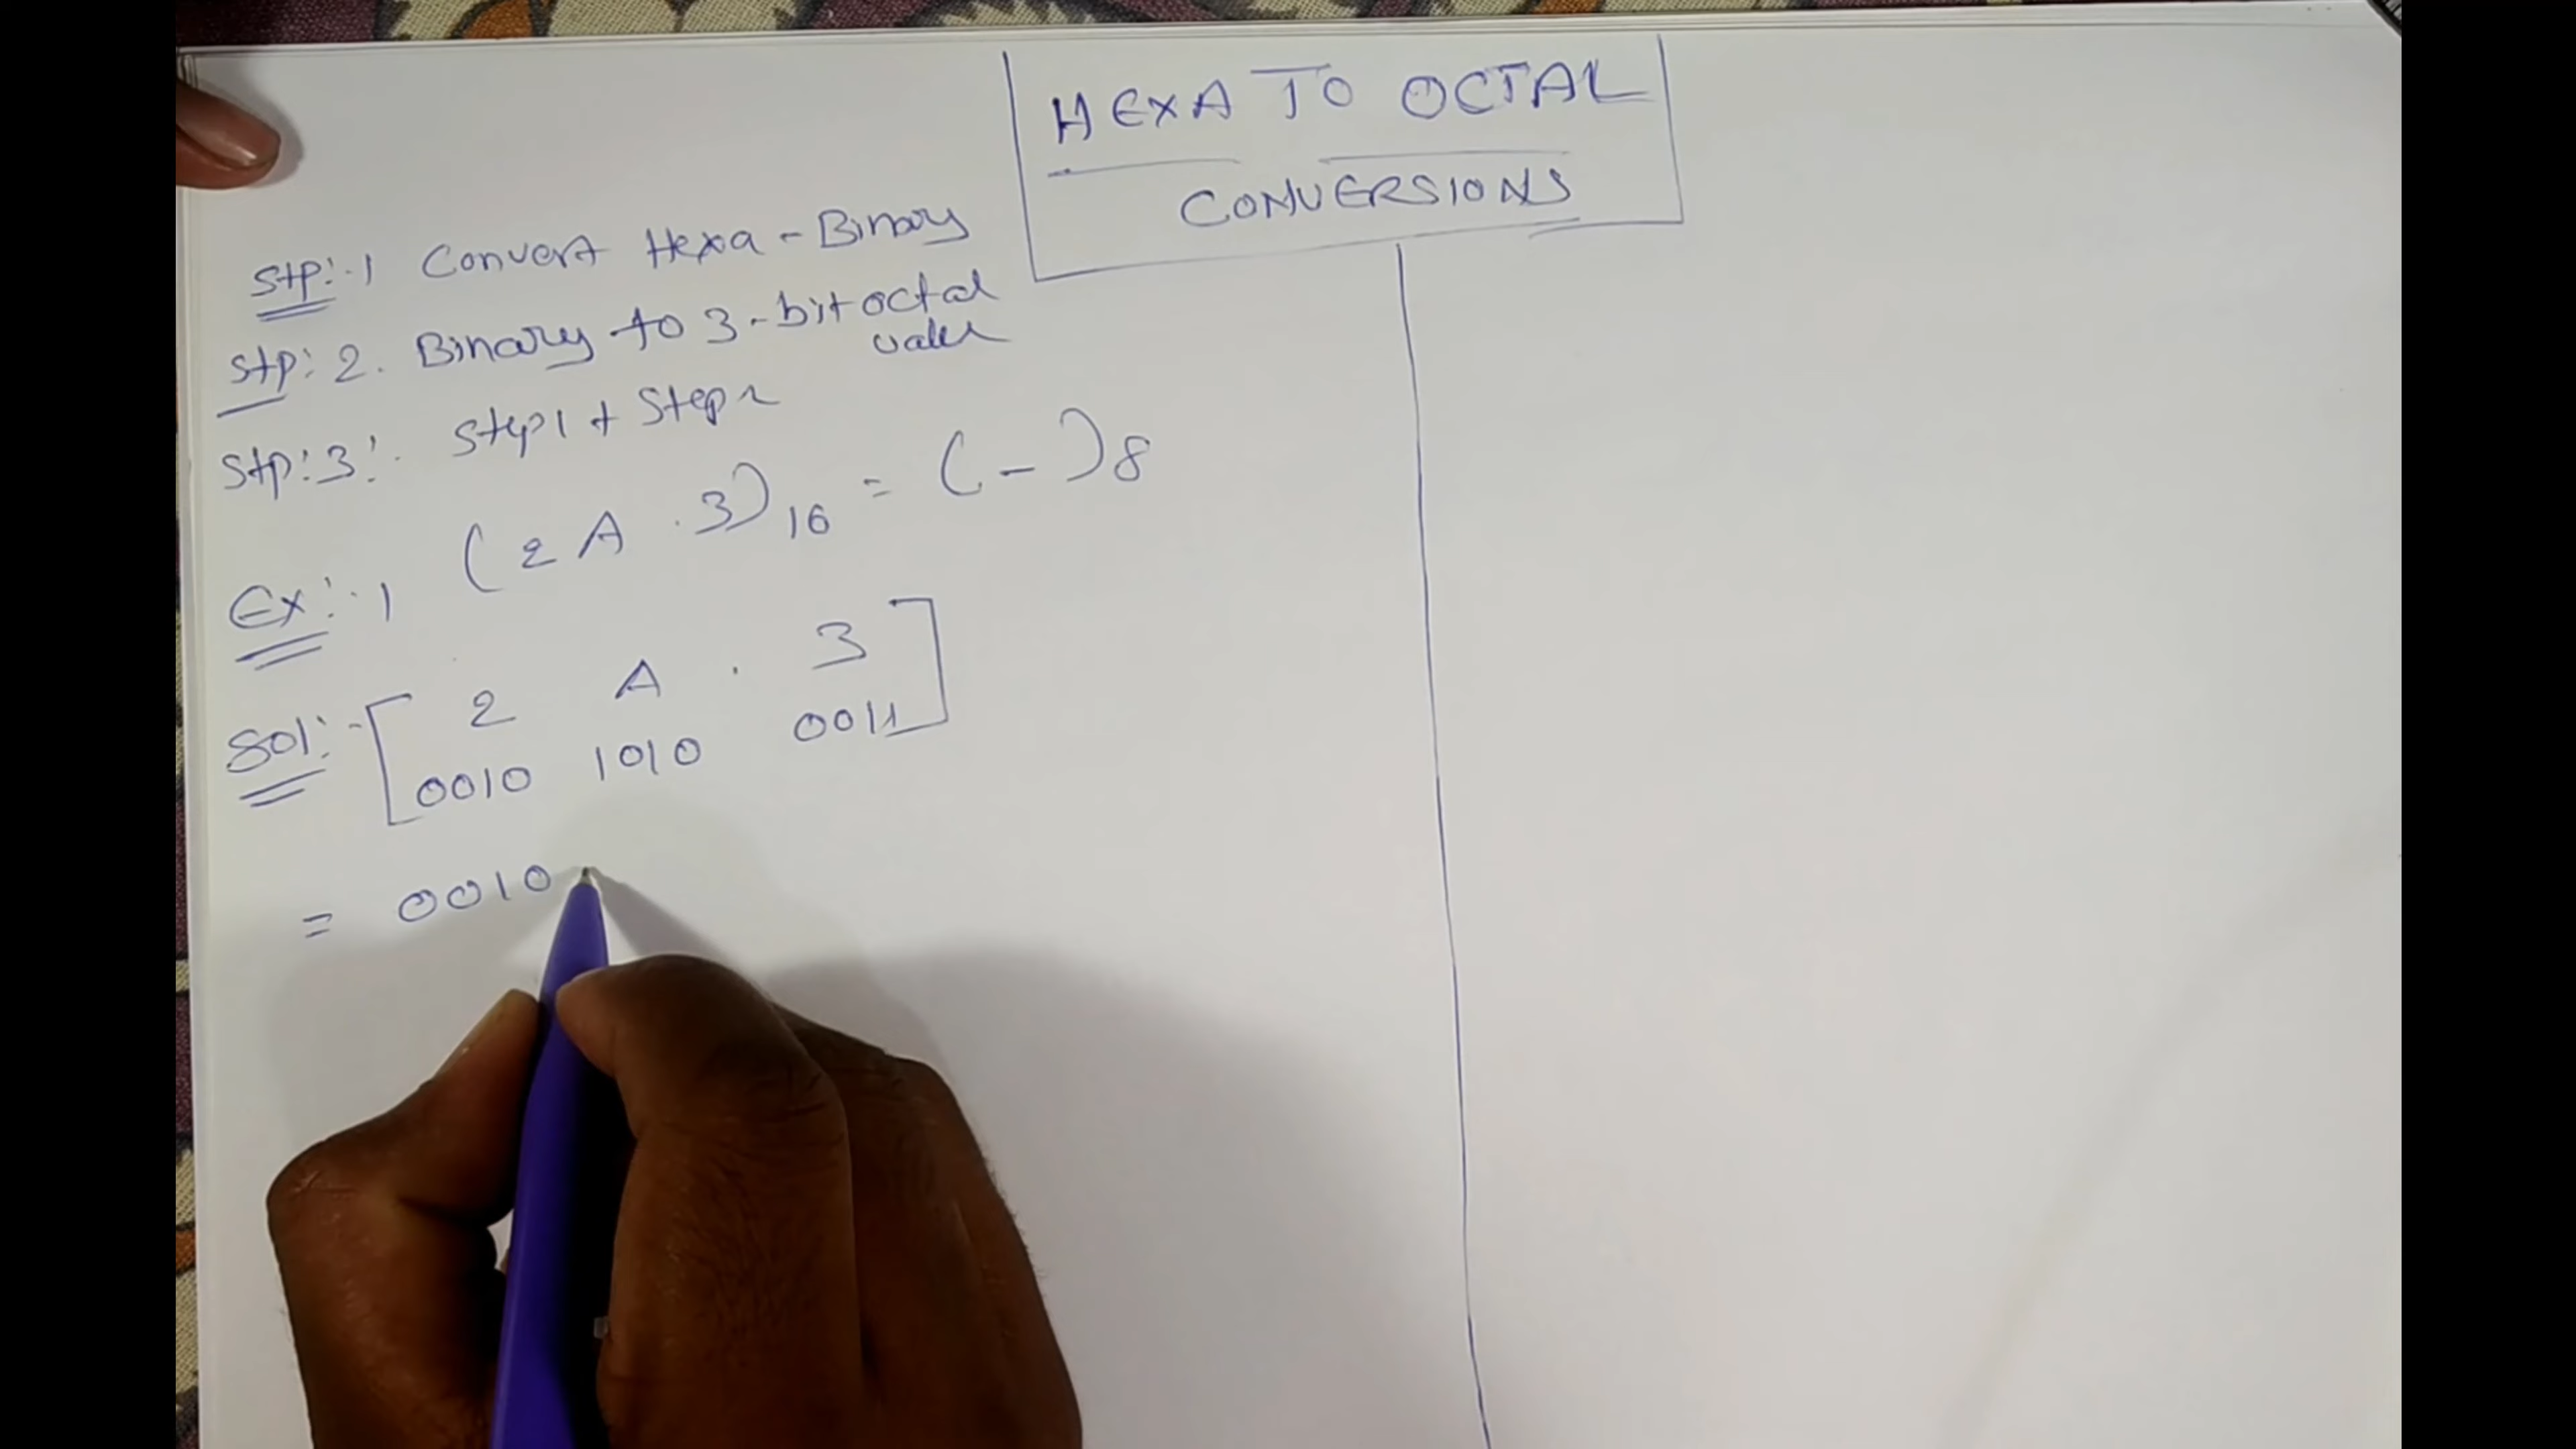 HEXA TO OCTAL
CONVERSIONS
Stp:-1 Convert Hexa - Binary
Stp: 2. Binary to 3-bit octal
Stp:3:- Step1 + Step2
Ex:-1 (2A .3)16 = (-)8
Sol:- [ 2 A . 3 ]
0010 1010 0011
= 0010